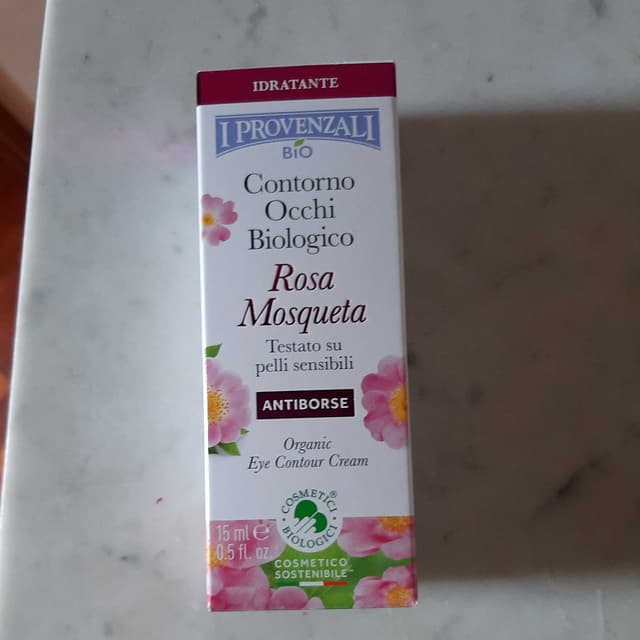 IDRATANTE
I PROVENZALI
BIO
Contorno
Occhi
Biologico
Rosa
Mosqueta
Testato su
pelli sensibili
ANTIBORSE
Organic
Eye Contour Cream
COSMETICI®
BIOLOGICI
15 ml ℮
0.5 fl. oz.
COSMETICO
SOSTENIBILE™